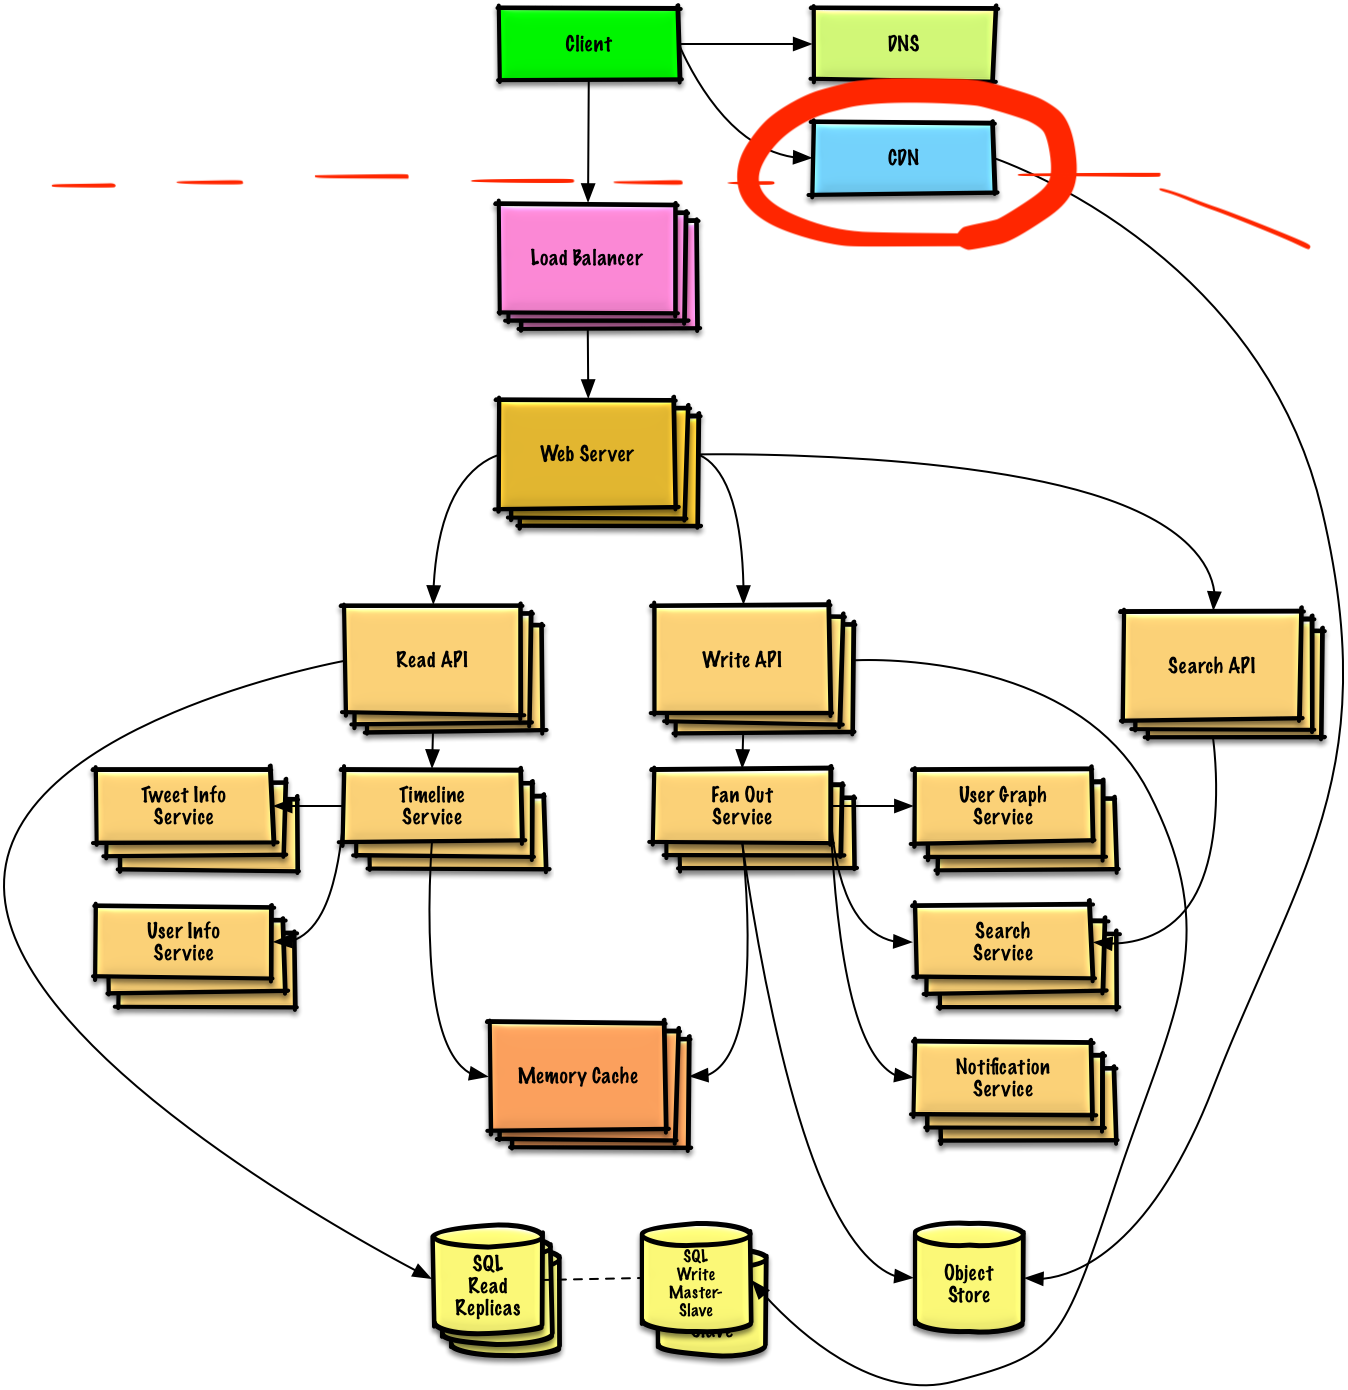 Client
DNS
CDN
Load Balancer
Web Server
Read API
Write API
Search API
Tweet Info
Service
Timeline
Service
Fan Out
Service
User Graph
Service
User Info
Service
Search
Service
Memory Cache
Notification
Service
SQL
Read
Replicas
SQL
Write
Master-
Slave
Slave
Object
Store